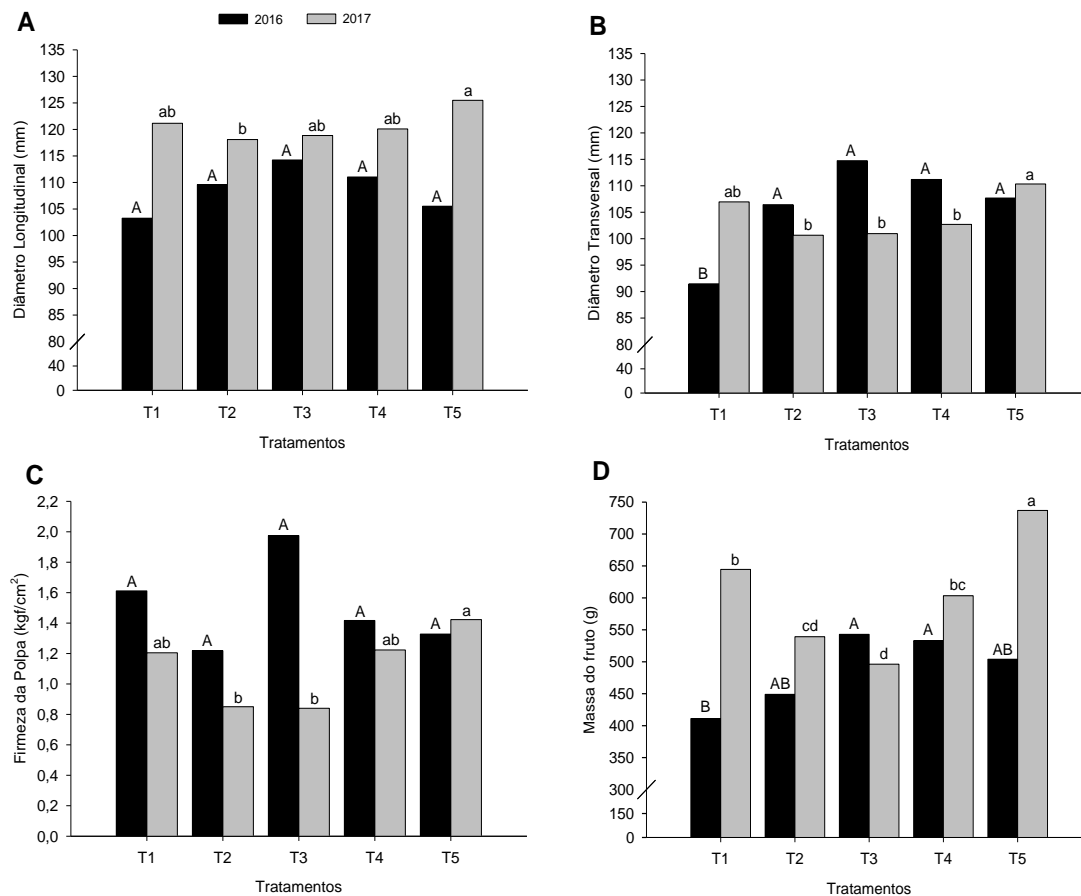 A
2016 2017
Diâmetro Longitudinal (mm)
135
130
125
120
115
110
105
100
95
90
85
80
40
0
A ab
A b
A ab
A ab
A a
T1 T2 T3 T4 T5
Tratamentos
B
Diâmetro Transversal (mm)
135
130
125
120
115
110
105
100
95
90
85
80
40
0
B ab
A b
A b
A b
A a
T1 T2 T3 T4 T5
Tratamentos
C
Firmeza da Polpa (kgf/cm²)
2,2
2,0
1,8
1,6
1,4
1,2
1,0
0,8
0,6
0,4
0,2
0,0
A ab
A b
A b
A ab
A a
T1 T2 T3 T4 T5
Tratamentos
D
Massa do fruto (g)
750
700
650
600
550
500
450
400
350
300
150
0
B b
AB cd
A d
A bc
AB a
T1 T2 T3 T4 T5
Tratamentos